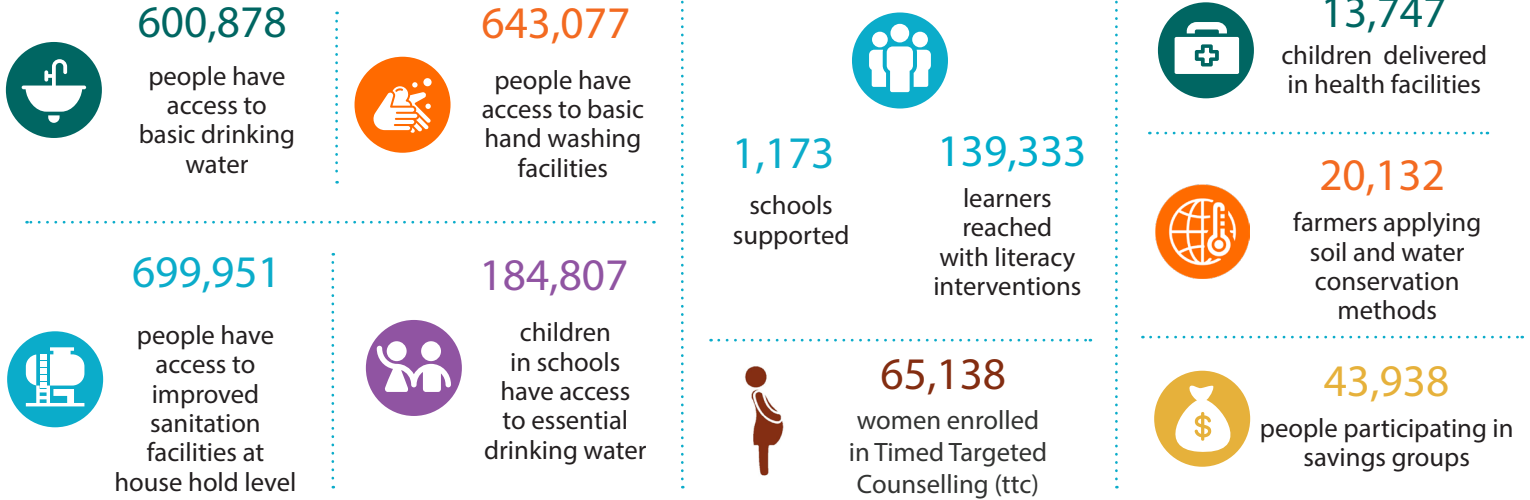 600,878
people have
access to
basic drinking
water
643,077
people have
access to basic
hand washing
facilities
699,951
people have
access to
improved
sanitation
facilities at
house hold level
184,807
children
in schools
have access
to essential
drinking water
1,173
schools
supported
139,333
learners
reached
with literacy
interventions
65,138
women enrolled
in Timed Targeted
Counselling (ttc)
13,747
children delivered
in health facilities
20,132
farmers applying
soil and water
conservation
methods
$
43,938
people participating in
savings groups